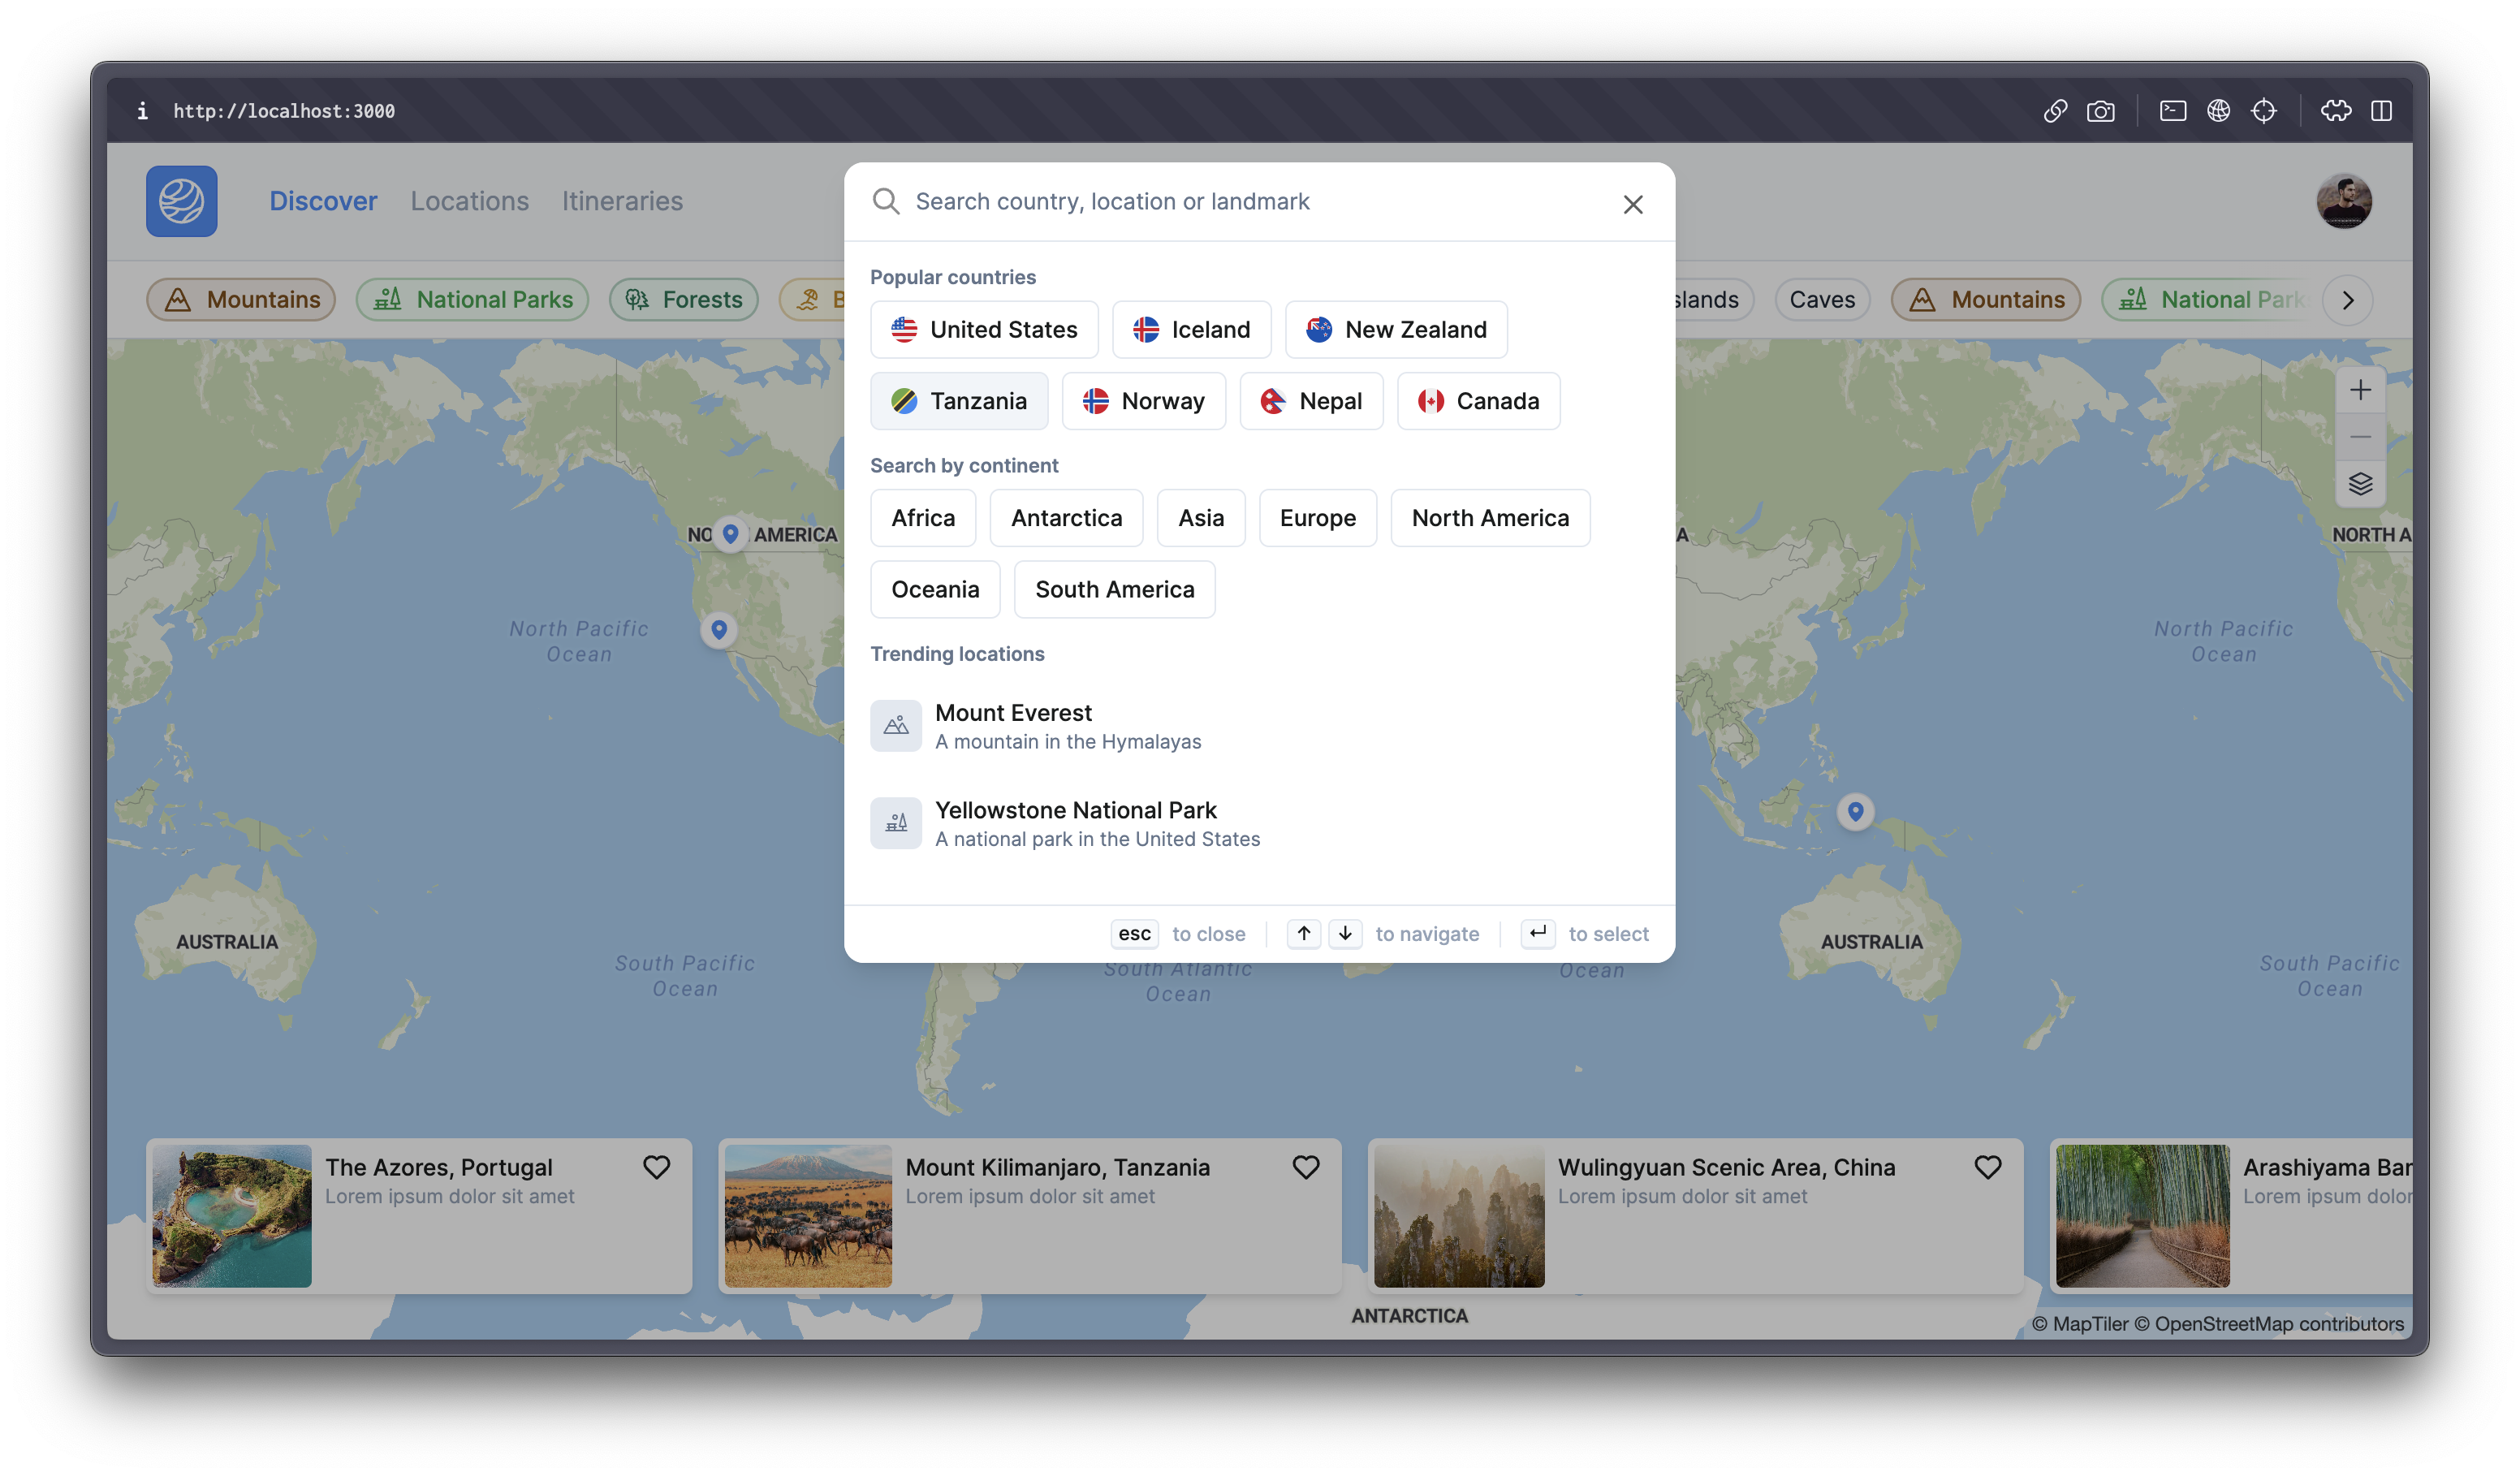 http://localhost:3000
Discover Locations Itineraries
Search country, location or landmark
Mountains National Parks Forests
Caves Mountains National Park
Popular countries
United States Iceland New Zealand
Tanzania Norway Nepal Canada
Search by continent
Africa Antarctica Asia Europe North America
Oceania South America
Trending locations
Mount Everest
A mountain in the Hymalayas
Yellowstone National Park
A national park in the United States
esc to close to navigate to select
AMERICA
NORTH A
North Pacific
Ocean
North Pacific
Ocean
AUSTRALIA
AUSTRALIA
South Pacific
Ocean
South Atlantic
Ocean
Ocean
South Pacific
Ocean
The Azores, Portugal
Lorem ipsum dolor sit amet
Mount Kilimanjaro, Tanzania
Lorem ipsum dolor sit amet
Wulingyuan Scenic Area, China
Lorem ipsum dolor sit amet
Arashiyama Bar
Lorem ipsum dolor
ANTARCTICA
© MapTiler © OpenStreetMap contributors